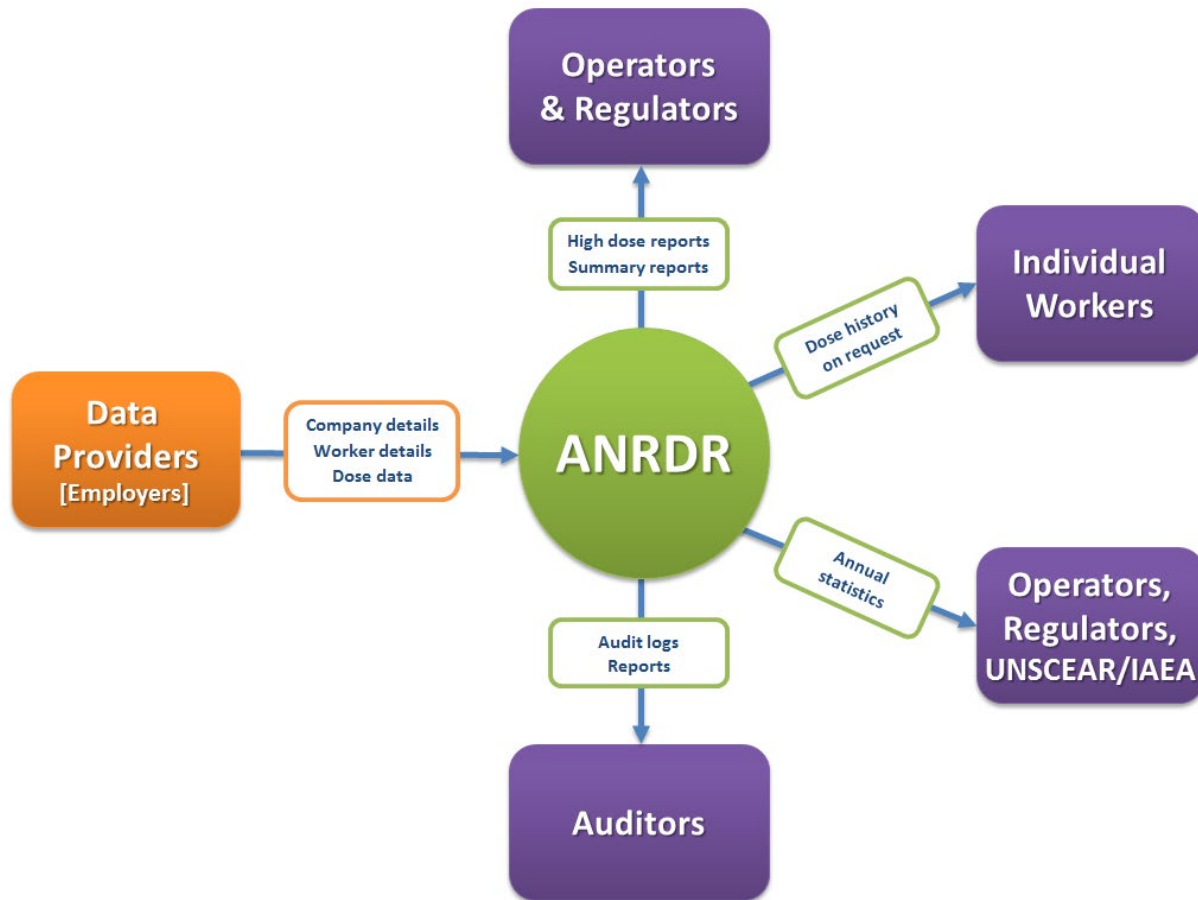 Operators
& Regulators
High dose reports
Summary reports
Individual
Workers
Dose history
on request
Data
Providers
[Employers]
Company details
Worker details
Dose data
ANRDR
Annual
statistics
Operators,
Regulators,
UNSCEAR/IAEA
Audit logs
Reports
Auditors